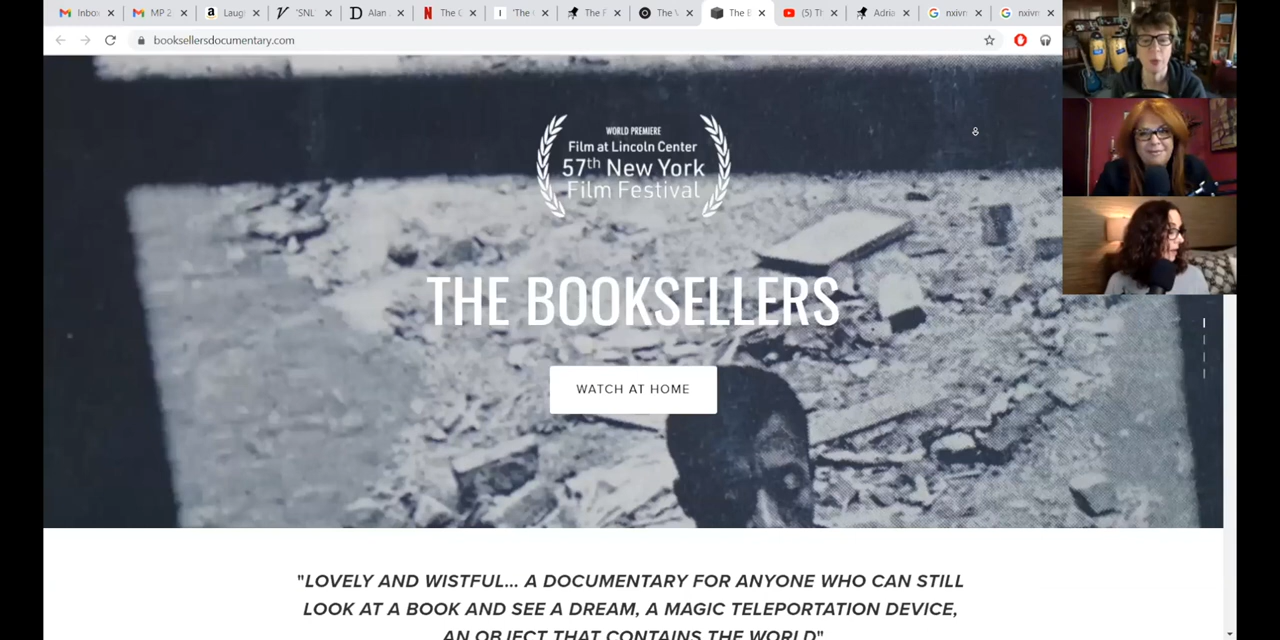 Inbox
MP 2
Laugh
'SNL
Alan
The C
'The
The F
The V
The B
(5) Th
Adria
nxivm
nxivm
booksellersdocumentary.com
WORLD PREMIERE
Film at Lincoln Center
57th New York
Film Festival
THE BOOKSELLERS
WATCH AT HOME
"LOVELY AND WISTFUL... A DOCUMENTARY FOR ANYONE WHO CAN STILL
LOOK AT A BOOK AND SEE A DREAM, A MAGIC TELEPORTATION DEVICE,
AN OBJECT THAT CONTAINS THE WORLD"